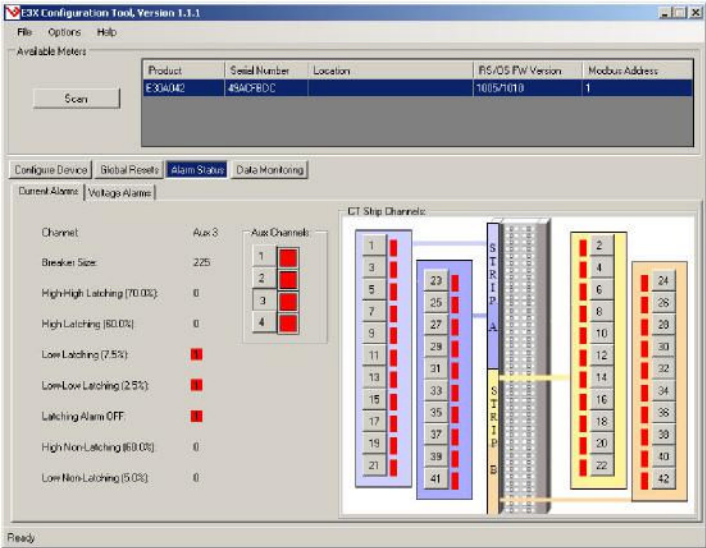 E3X Configuration Tool, Version 1.1.1
File Options Help
Available Meters
Scan
Product Serial Number Location RS/OS FW Version Modbus Address
E30A042 49ACFBDC 1005/1010 1
Configure Device Global Resets Alarm Status Data Monitoring
Current Alarms Voltage Alarms
Channel: Aux 3
Breaker Size: 225
High-High Latching (70.0%): 0
High Latching (60.0%): 0
Low Latching (7.5%): 1
Low-Low Latching (2.5%): 1
Latching Alarm OFF: 1
High Non-Latching (60.0%): 0
Low Non-Latching (5.0%): 0
Aux Channels:
1
2
3
4
CT Strip Channels:
1
3
5
7
9
11
13
15
17
19
21
23
25
27
29
31
33
35
37
39
41
STRIP A
STRIP B
2
4
6
8
10
12
14
16
18
20
22
24
26
28
30
32
34
36
38
40
42
Ready